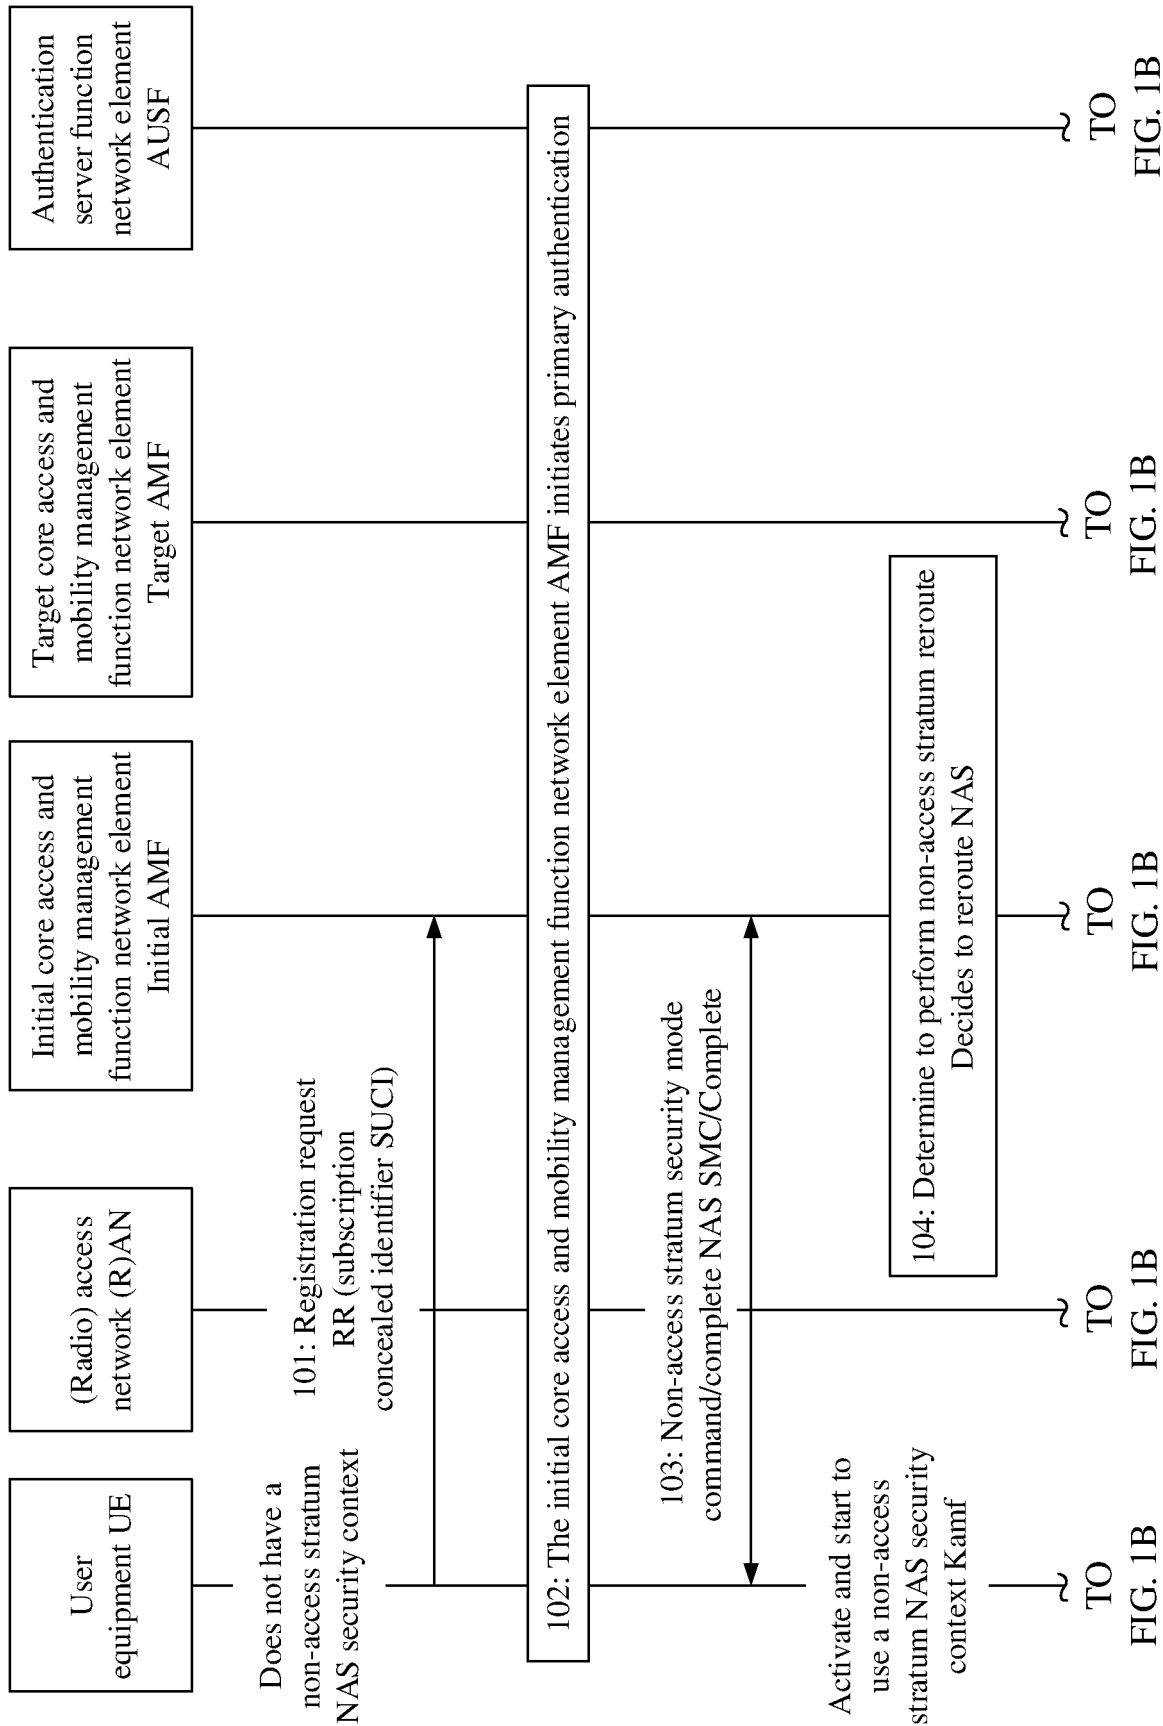 User
equipment UE
(Radio) access
network (R)AN
Initial core access and
mobility management
function network element
Initial AMF
Target core access and
mobility management
function network element
Target AMF
Authentication
server function
network element
AUSF
Does not have a
non-access stratum
NAS security context
101: Registration request
RR (subscription
concealed identifier SUCI)
102: The initial core access and mobility management function network element AMF initiates primary authentication
103: Non-access stratum security mode
command/complete NAS SMC/Complete
Activate and start to
use a non-access
stratum NAS security
context Kamf
104: Determine to perform non-access stratum reroute
Decides to reroute NAS
TO
FIG. 1B
TO
FIG. 1B
TO
FIG. 1B
TO
FIG. 1B
TO
FIG. 1B